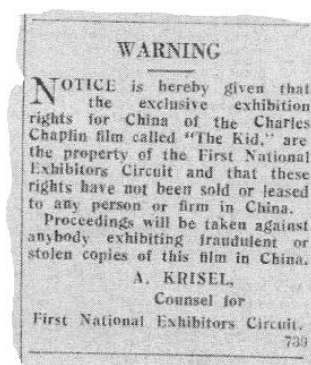 WARNING
NOTICE is hereby given that
the exclusive exhibition
rights for China of the Charles
Chaplin film called "The Kid," are
the property of the First National
Exhibitors Circuit and that these
rights have not been sold or leased
to any person or firm in China.
Proceedings will be taken against
anybody exhibiting fraudulent or
stolen copies of this film in China.
A. KRISEL,
Counsel for
First National Exhibitors Circuit.
739